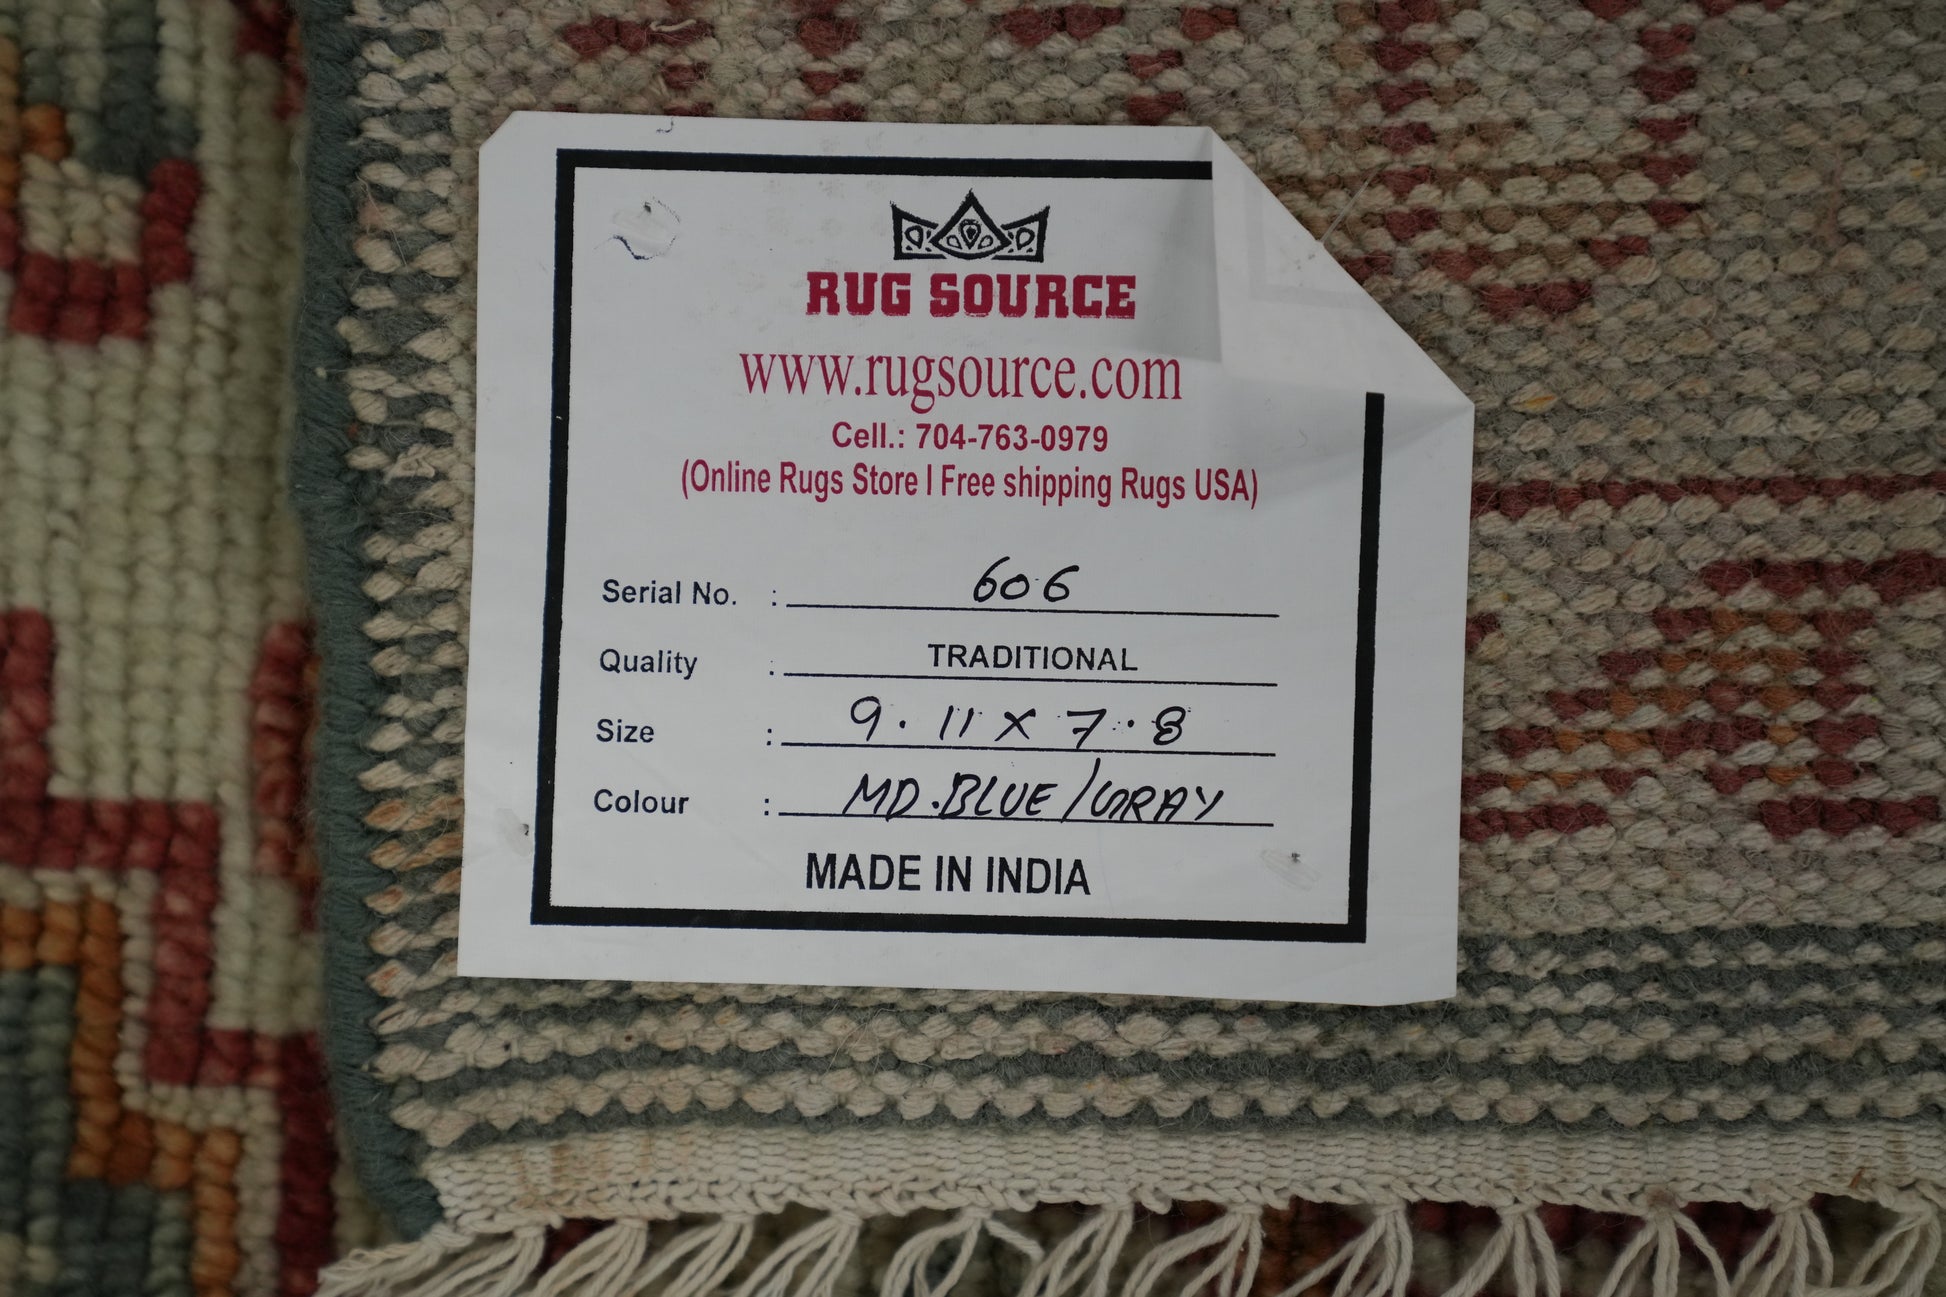 RUG SOURCE
www.rugsource.com
Cell.: 704-763-0979
(Online Rugs Store I Free shipping Rugs USA)
Serial No. : 606
Quality : TRADITIONAL
Size : 9.11 x 7.8
Colour : MD.BLUE/GRAY
MADE IN INDIA